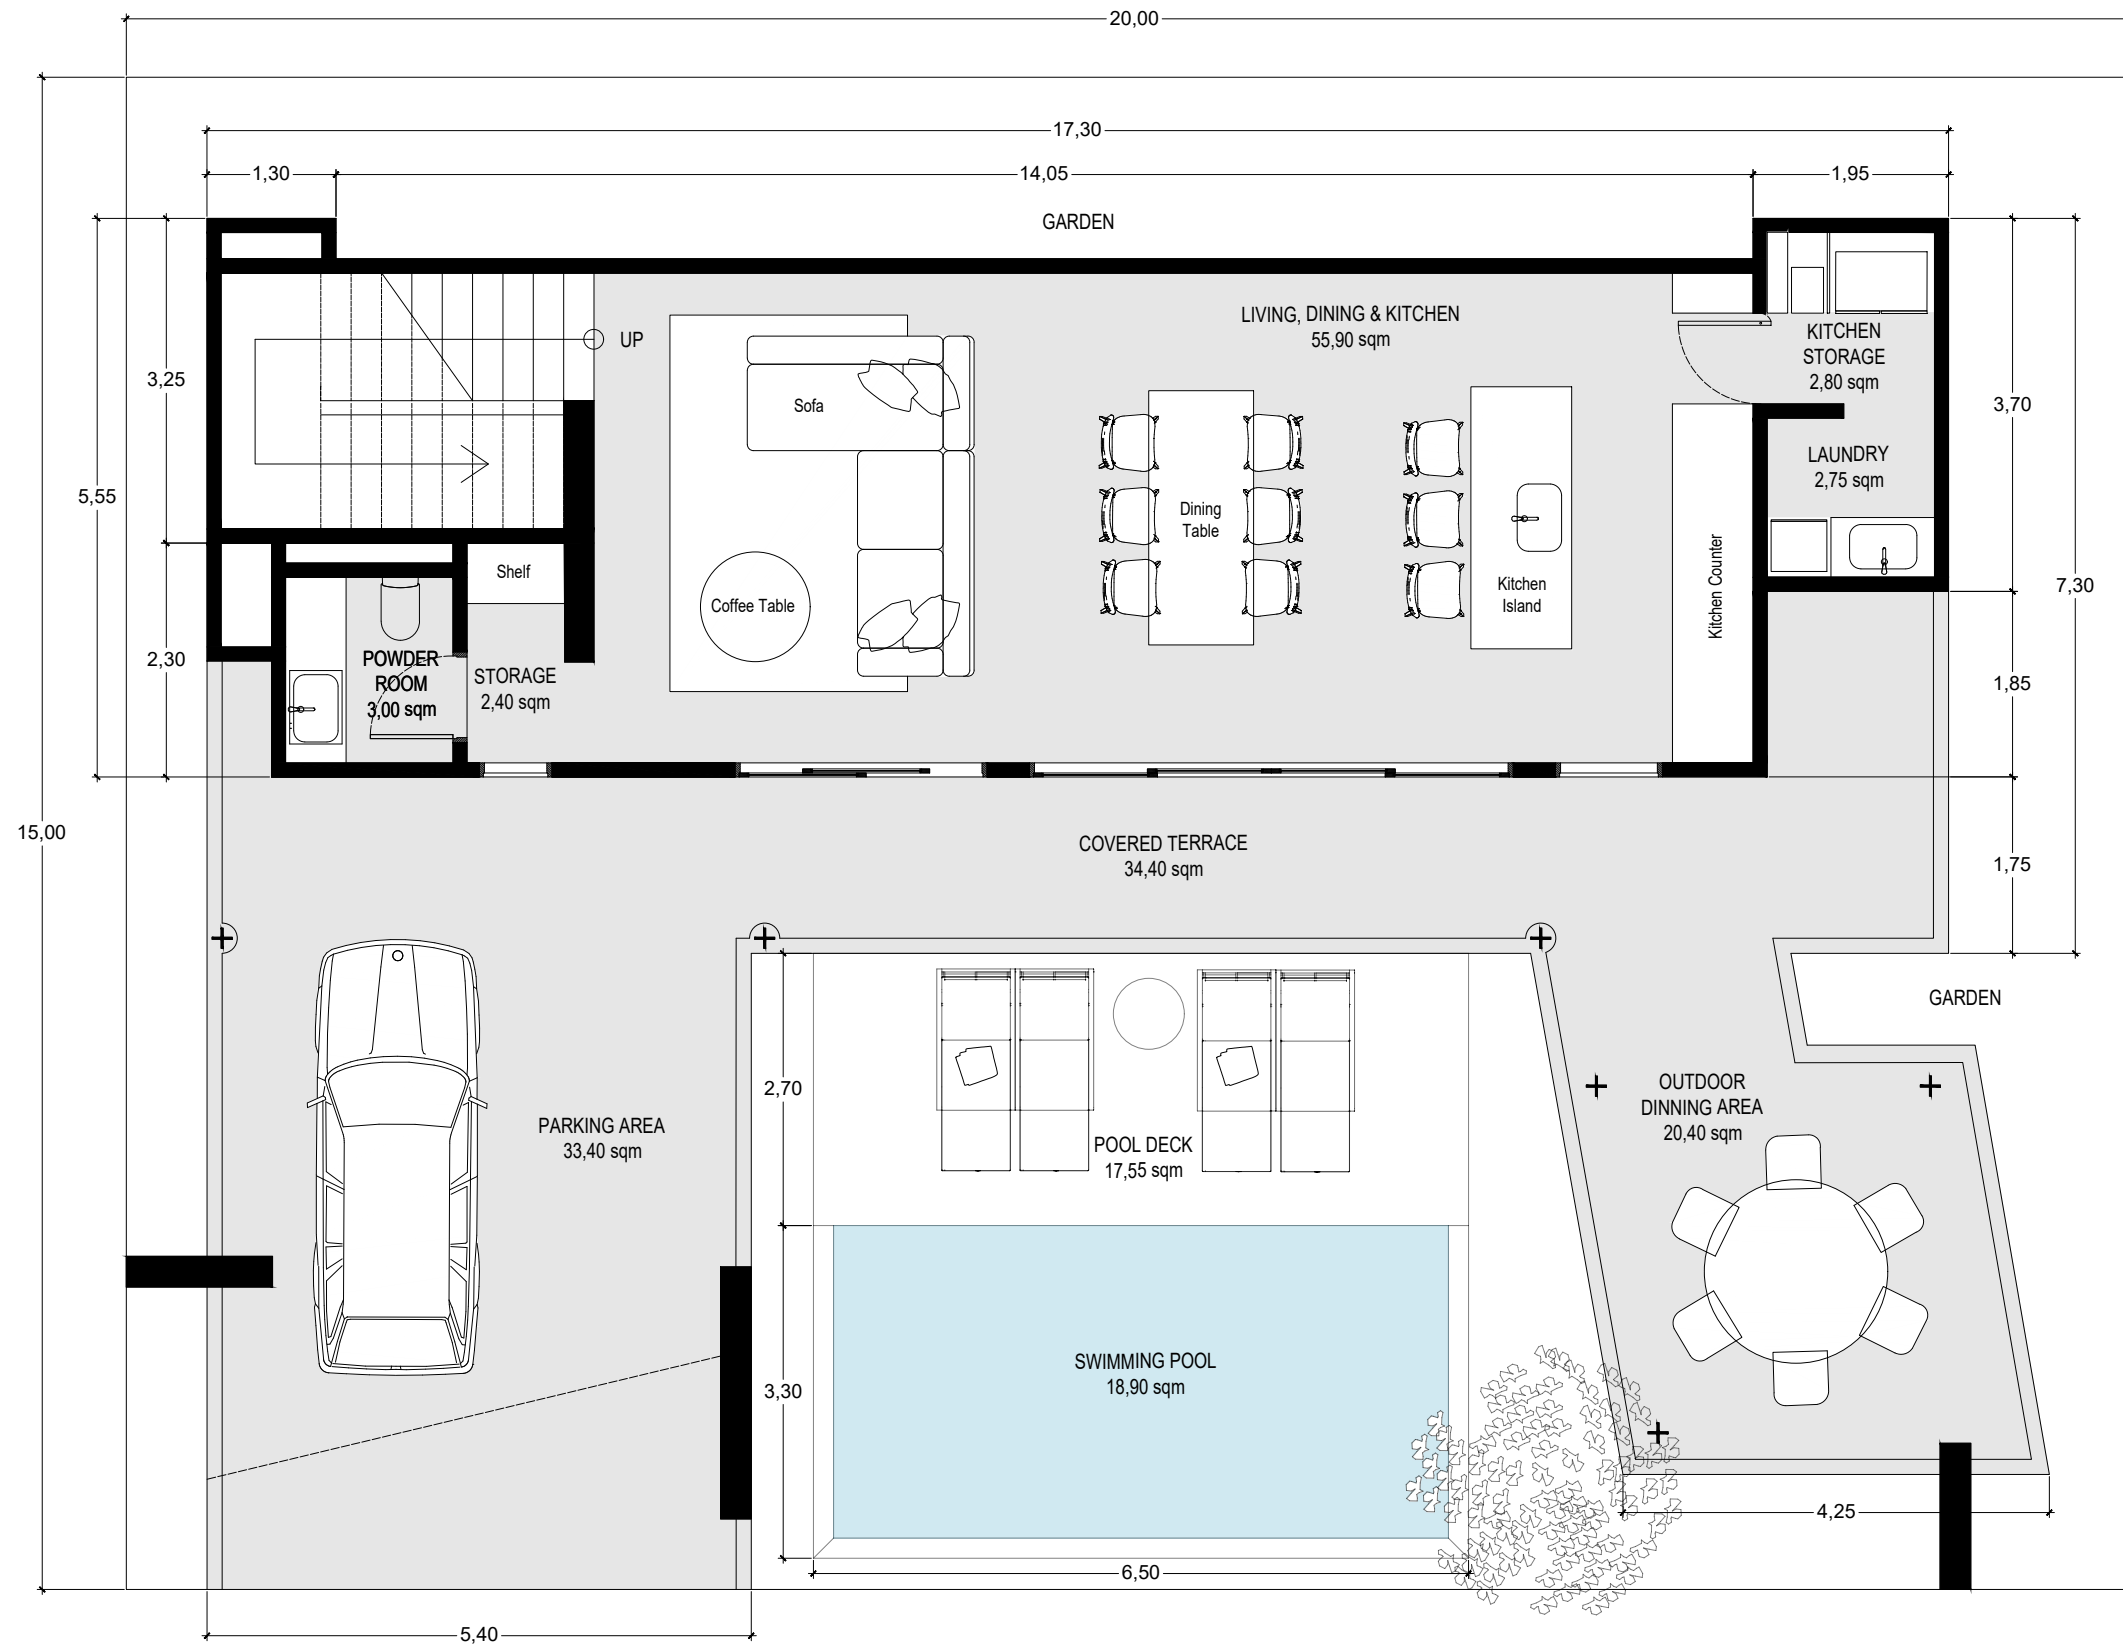 20,00
17,30
1,30
14,05
1,95
GARDEN
LIVING, DINING & KITCHEN
55,90 sqm
UP
KITCHEN
STORAGE
2,80 sqm
3,25
Sofa
3,70
LAUNDRY
2,75 sqm
5,55
Dining
Table
Shelf
Kitchen
Island
Kitchen Counter
7,30
Coffee Table
2,30
POWDER
ROOM
3,00 sqm
STORAGE
2,40 sqm
1,85
15,00
COVERED TERRACE
34,40 sqm
1,75
GARDEN
2,70
OUTDOOR
DINNING AREA
20,40 sqm
PARKING AREA
33,40 sqm
POOL DECK
17,55 sqm
SWIMMING POOL
18,90 sqm
3,30
4,25
6,50
5,40